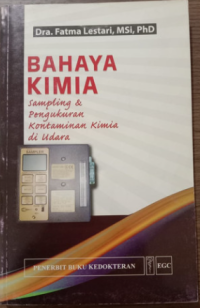 Dra. Fatma Lestari, MSi, PhD
BAHAYA
KIMIA
Sampling &
Pengukuran
Kontaminan Kimia
di Udara
PENERBIT BUKU KEDOKTERAN EGC